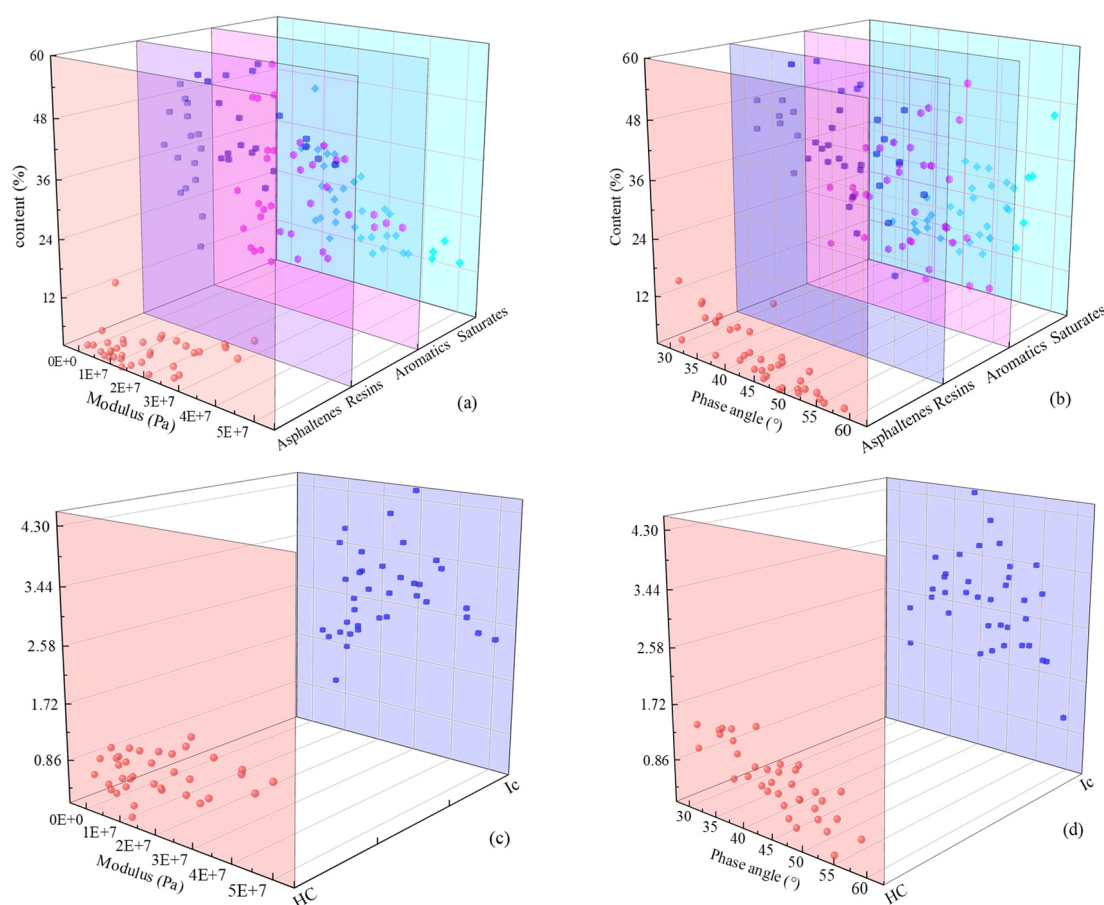 60
48
36
24
12
content (%)
0E+0
1E+7
2E+7
3E+7
4E+7
5E+7
Modulus (Pa)
Asphaltenes
Resins
Aromatics
Saturates
(a)
60
48
36
24
12
Content (%)
30
35
40
45
50
55
60
Phase angle (°)
Asphaltenes
Resins
Aromatics
Saturates
(b)
4.30
3.44
2.58
1.72
0.86
0E+0
1E+7
2E+7
3E+7
4E+7
5E+7
Modulus (Pa)
HC
Ic
(c)
4.30
3.44
2.58
1.72
0.86
30
35
40
45
50
55
60
Phase angle (°)
HC
Ic
(d)